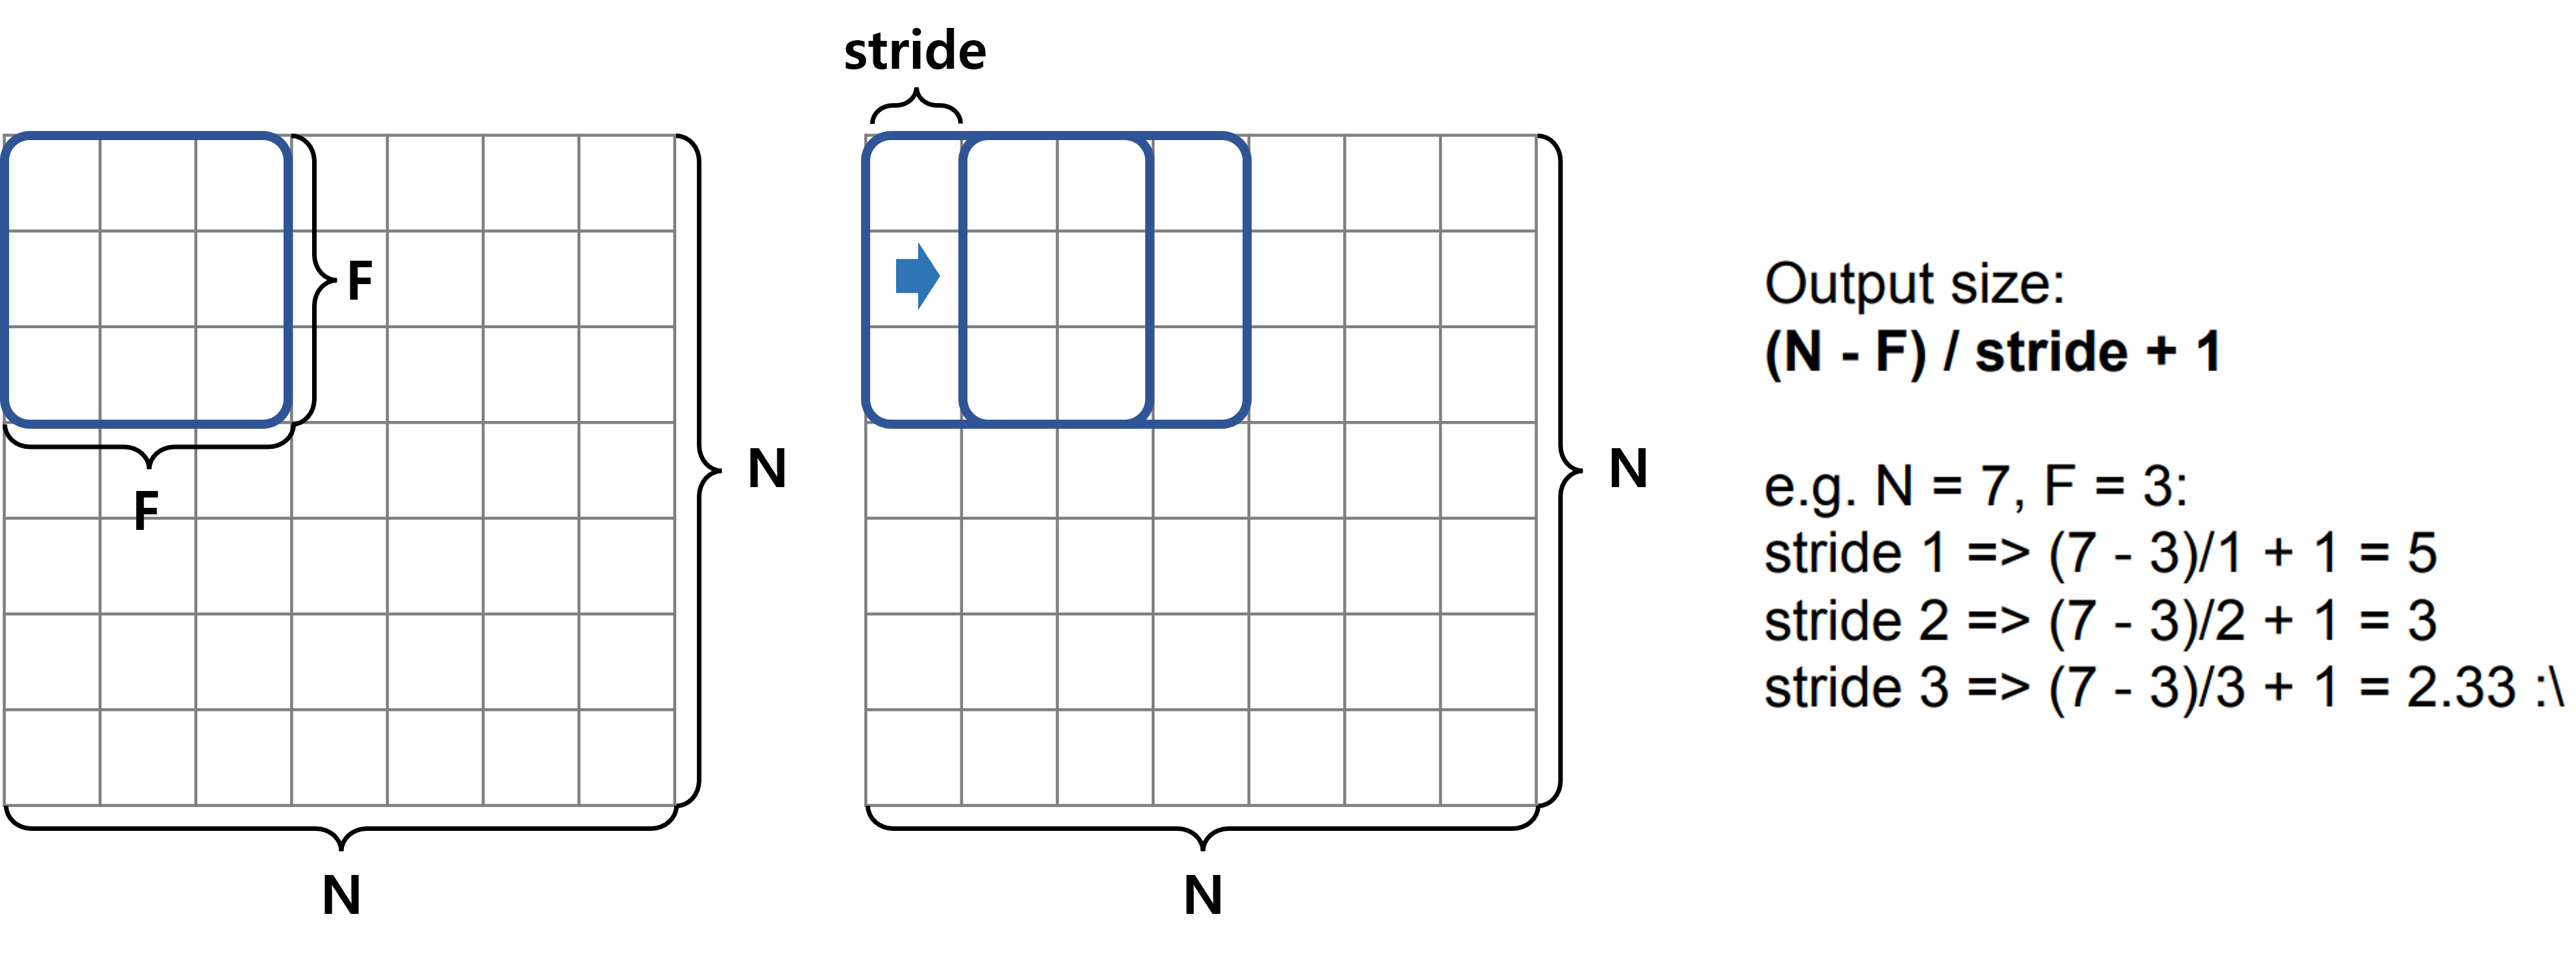 F
F
N
N
stride
N
N
Output size:
(N - F) / stride + 1
e.g. N = 7, F = 3:
stride 1 => (7 - 3)/1 + 1 = 5
stride 2 => (7 - 3)/2 + 1 = 3
stride 3 => (7 - 3)/3 + 1 = 2.33 :\